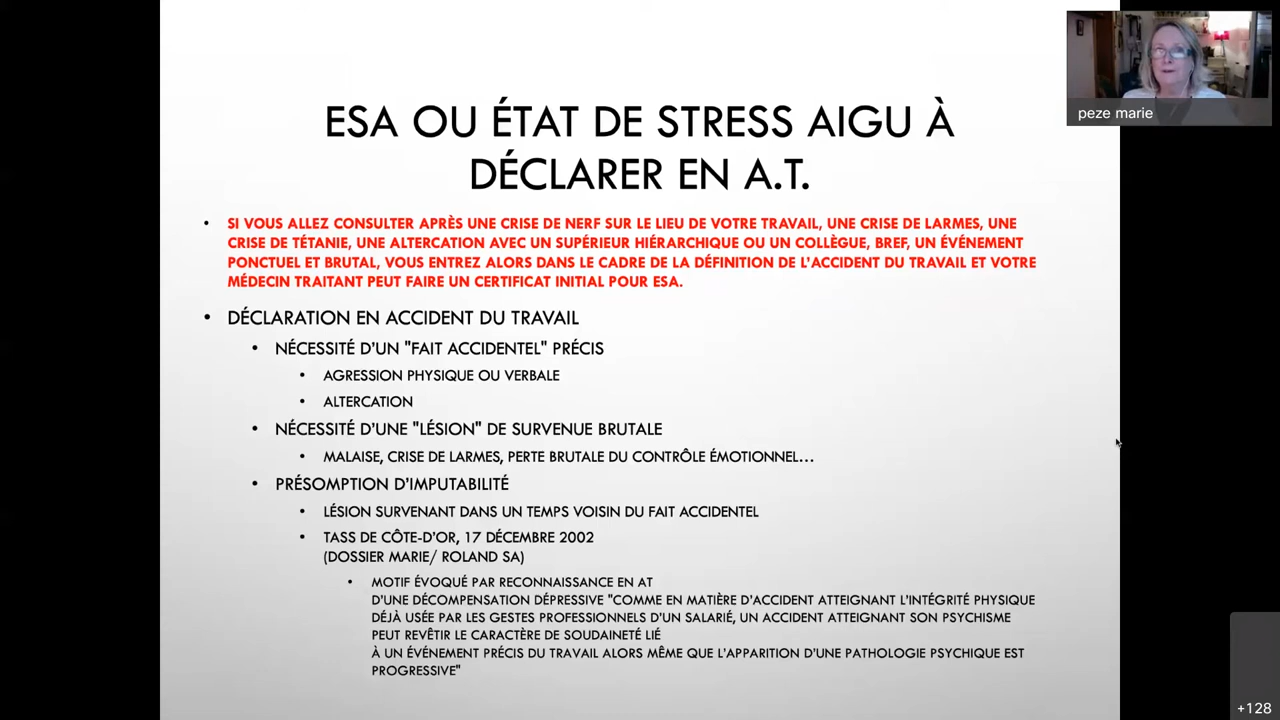 peze marie
ESA OU ÉTAT DE STRESS AIGU À
DÉCLARER EN A.T.
• SI VOUS ALLEZ CONSULTER APRÈS UNE CRISE DE NERF SUR LE LIEU DE VOTRE TRAVAIL, UNE CRISE DE LARMES, UNE
CRISE DE TÉTANIE, UNE ALTERCATION AVEC UN SUPÉRIEUR HIÉRARCHIQUE OU UN COLLÈGUE, BREF, UN ÉVÉNEMENT
PONCTUEL ET BRUTAL, VOUS ENTREZ ALORS DANS LE CADRE DE LA DÉFINITION DE L'ACCIDENT DU TRAVAIL ET VOTRE
MÉDECIN TRAITANT PEUT FAIRE UN CERTIFICAT INITIAL POUR ESA.
• DÉCLARATION EN ACCIDENT DU TRAVAIL
• NÉCESSITÉ D'UN "FAIT ACCIDENTEL" PRÉCIS
• AGRESSION PHYSIQUE OU VERBALE
• ALTERCATION
• NÉCESSITÉ D'UNE "LÉSION" DE SURVENUE BRUTALE
• MALAISE, CRISE DE LARMES, PERTE BRUTALE DU CONTRÔLE ÉMOTIONNEL...
• PRÉSOMPTION D'IMPUTABILITÉ
• LÉSION SURVENANT DANS UN TEMPS VOISIN DU FAIT ACCIDENTEL
• TASS DE CÔTE-D'OR, 17 DÉCEMBRE 2002
(DOSSIER MARIE/ ROLAND SA)
• MOTIF ÉVOQUÉ PAR RECONNAISSANCE EN AT
D'UNE DÉCOMPENSATION DÉPRESSIVE "COMME EN MATIÈRE D'ACCIDENT ATTEIGNANT L'INTÉGRITÉ PHYSIQUE
DÉJÀ USÉE PAR LES GESTES PROFESSIONNELS D'UN SALARIÉ, UN ACCIDENT ATTEIGNANT SON PSYCHISME
PEUT REVÊTIR LE CARACTÈRE DE SOUDAINETÉ LIÉ
À UN ÉVÉNEMENT PRÉCIS DU TRAVAIL ALORS MÊME QUE L'APPARITION D'UNE PATHOLOGIE PSYCHIQUE EST
PROGRESSIVE"
+128